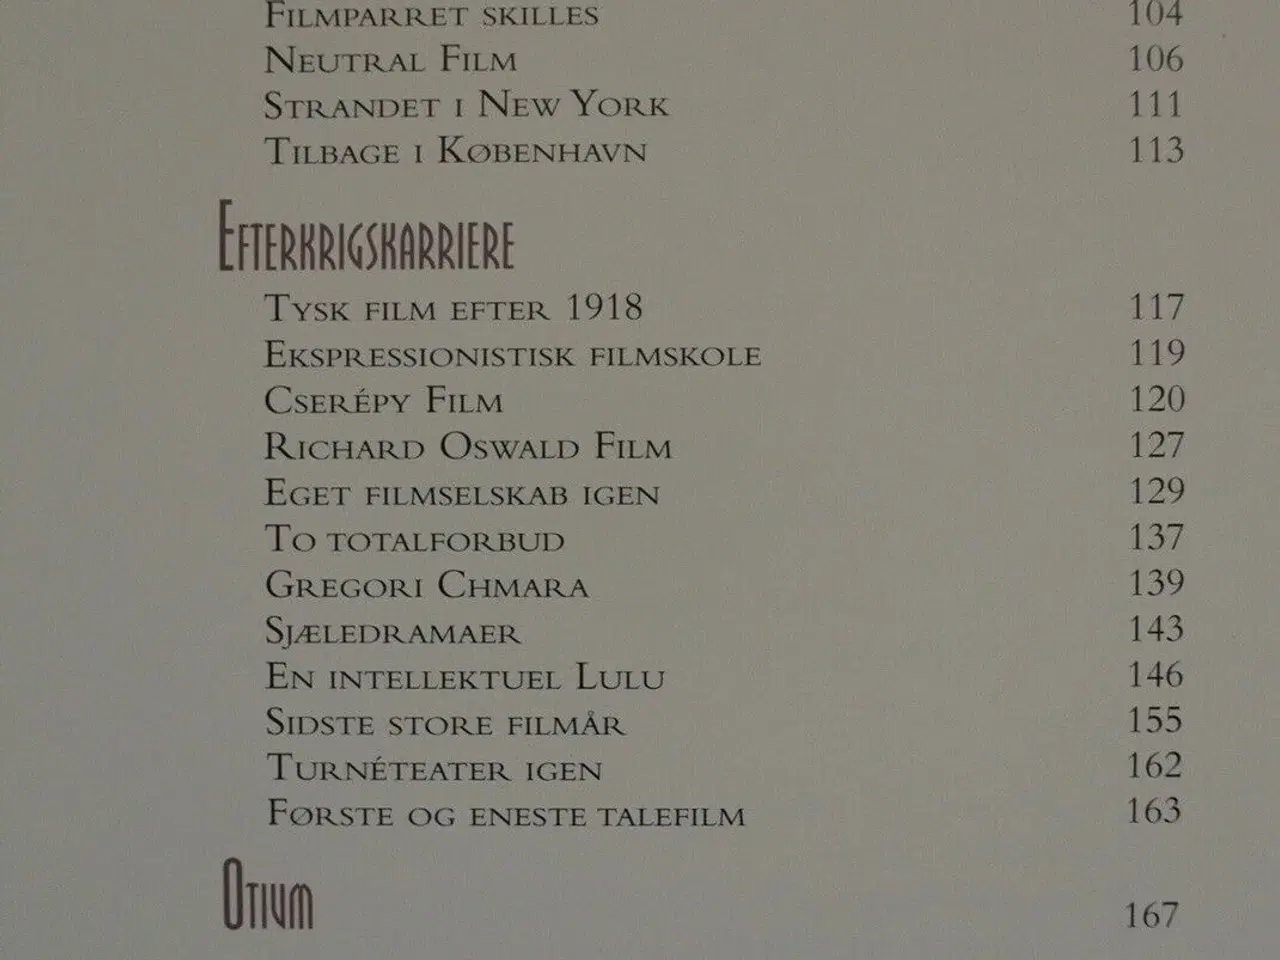 Filmparret skilles 104
Neutral Film 106
Strandet i New York 111
Tilbage i København 113
Efterkrigskarriere
Tysk film efter 1918 117
Ekspressionistisk filmskole 119
Cserépy Film 120
Richard Oswald Film 127
Eget filmselskab igen 129
To totalforbud 137
Gregori Chmara 139
Sjæledramaer 143
En intellektuel Lulu 146
Sidste store filmår 155
Turnéteater igen 162
Første og eneste talefilm 163
Otium 167